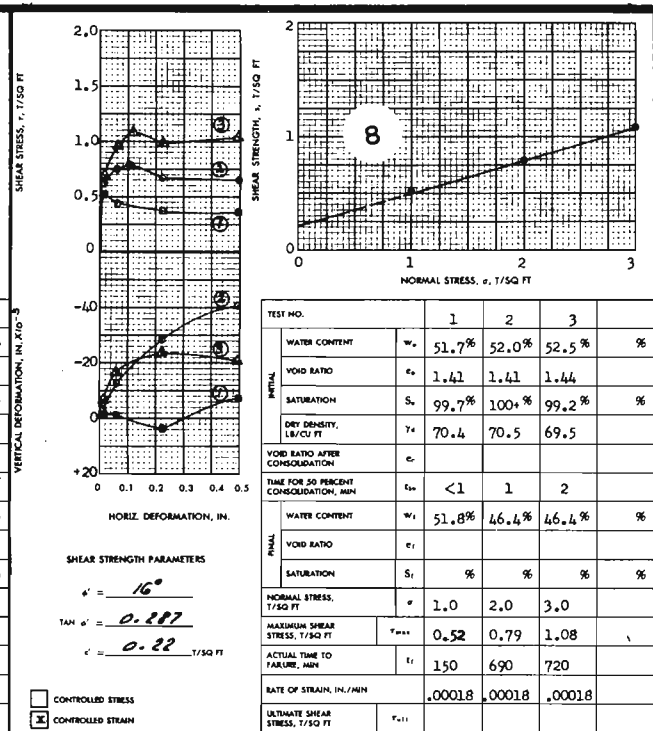 2.0
1.5
1.0
0.5
0
SHEAR STRESS, τ, T/SQ FT
③
②
①
-40
-20
0
+20
VERTICAL DEFORMATION, IN. X10⁻³
②
③
①
0 0.1 0.2 0.3 0.4 0.5
HORIZ. DEFORMATION, IN.
2
1
0
SHEAR STRENGTH, s, T/SQ FT
8
0 1 2 3
NORMAL STRESS, σ, T/SQ FT
SHEAR STRENGTH PARAMETERS
φ' = 16°
TAN φ' = 0.287
c' = 0.22 T/SQ FT
CONTROLLED STRESS
X CONTROLLED STRAIN
TEST NO. 1 2 3
INITIAL
WATER CONTENT wₒ 51.7% 52.0% 52.5% %
VOID RATIO eₒ 1.41 1.41 1.44
SATURATION Sₒ 99.7% 100+% 99.2% %
DRY DENSITY, LB/CU FT γd 70.4 70.5 69.5
VOID RATIO AFTER CONSOLIDATION
TIME FOR 50 PERCENT CONSOLIDATION, MIN t₅₀ <1 1 2
FINAL
WATER CONTENT wf 51.8% 46.4% 46.4% %
VOID RATIO ef
SATURATION Sf % % % %
NORMAL STRESS, T/SQ FT σ 1.0 2.0 3.0
MAXIMUM SHEAR STRESS, T/SQ FT τmax 0.52 0.79 1.08
ACTUAL TIME TO FAILURE, MIN tf 150 690 720
RATE OF STRAIN, IN./MIN .00018 .00018 .00018
ULTIMATE SHEAR STRESS, T/SQ FT τult